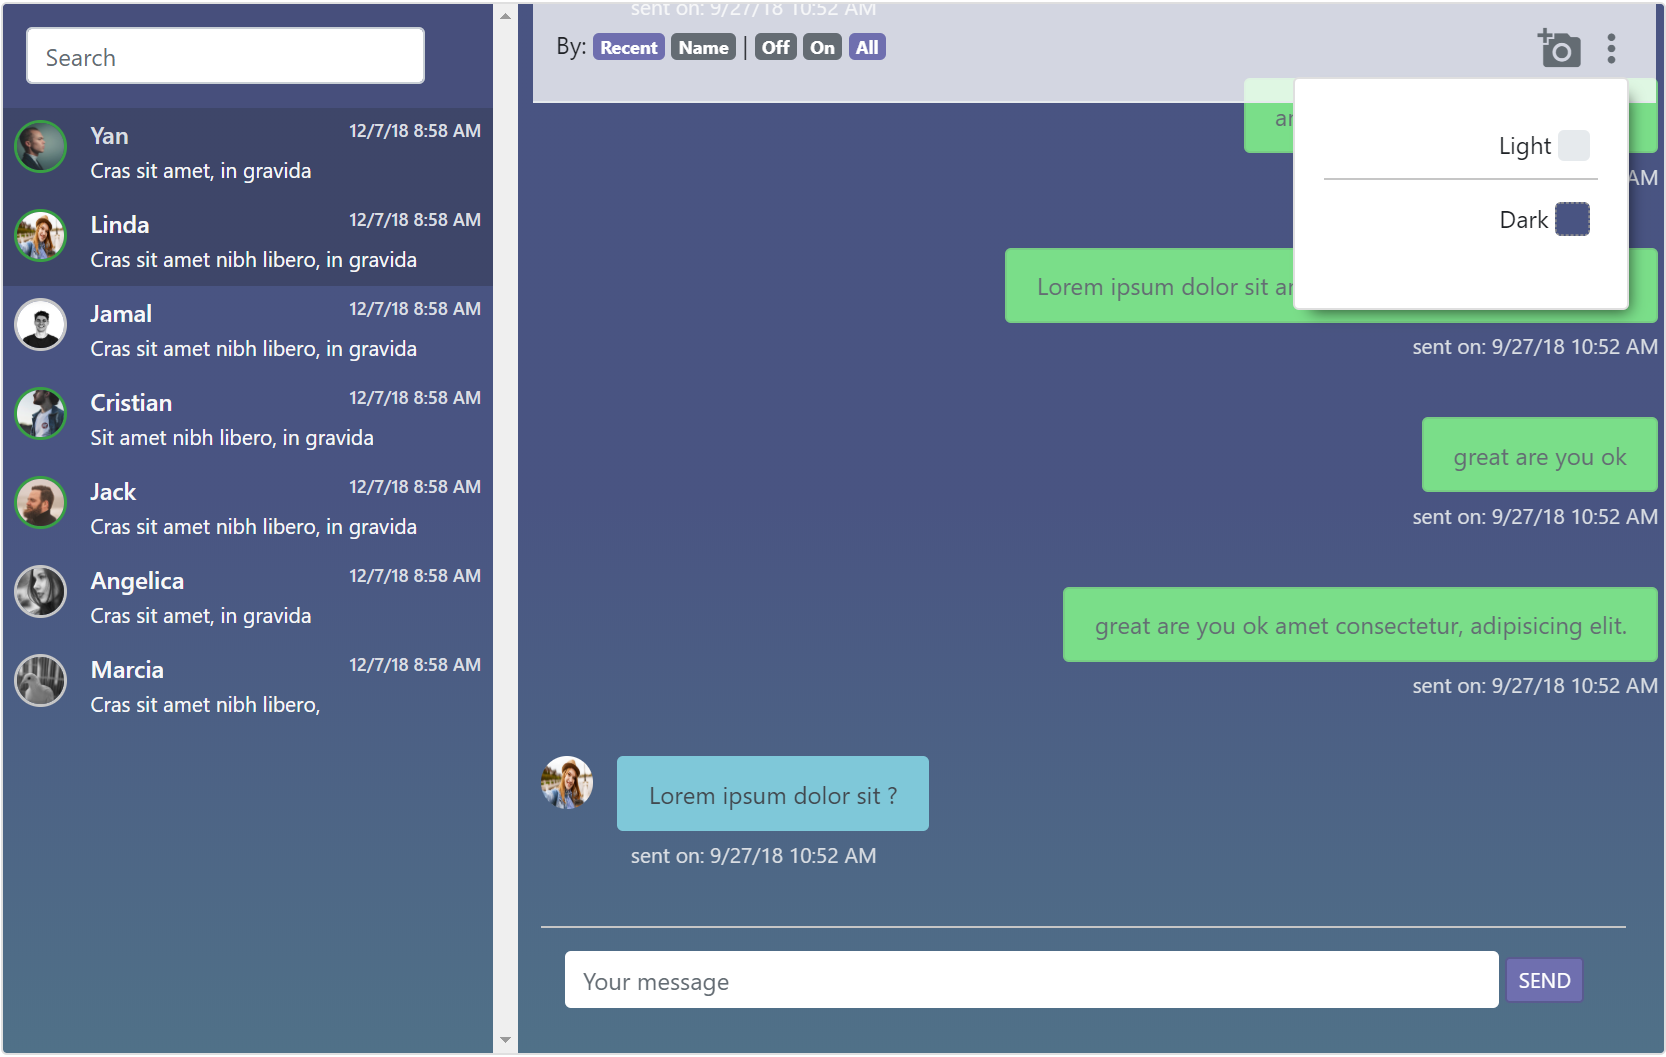 Search
Yan 12/7/18 8:58 AM
Cras sit amet, in gravida
Linda 12/7/18 8:58 AM
Cras sit amet nibh libero, in gravida
Jamal 12/7/18 8:58 AM
Cras sit amet nibh libero, in gravida
Cristian 12/7/18 8:58 AM
Sit amet nibh libero, in gravida
Jack 12/7/18 8:58 AM
Cras sit amet nibh libero, in gravida
Angelica 12/7/18 8:58 AM
Cras sit amet, in gravida
Marcia 12/7/18 8:58 AM
Cras sit amet nibh libero,
sent on: 9/27/18 10:52 AM
By: Recent Name | Off On All
Light
AM
Dark
Lorem ipsum dolor sit
sent on: 9/27/18 10:52 AM
great are you ok
sent on: 9/27/18 10:52 AM
great are you ok amet consectetur, adipisicing elit.
sent on: 9/27/18 10:52 AM
Lorem ipsum dolor sit ?
sent on: 9/27/18 10:52 AM
Your message SEND